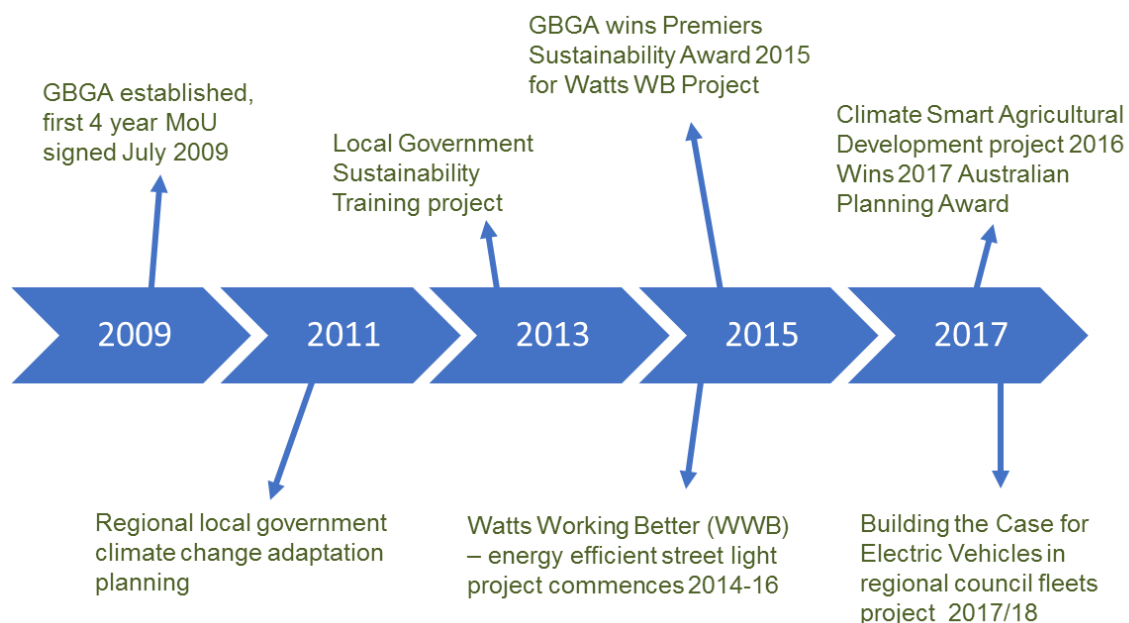 GBGA established,
first 4 year MoU
signed July 2009
Local Government
Sustainability
Training project
GBGA wins Premiers
Sustainability Award 2015
for Watts WB Project
Climate Smart Agricultural
Development project 2016
Wins 2017 Australian
Planning Award
2009
2011
2013
2015
2017
Regional local government
climate change adaptation
planning
Watts Working Better (WWB)
– energy efficient street light
project commences 2014-16
Building the Case for
Electric Vehicles in
regional council fleets
project 2017/18